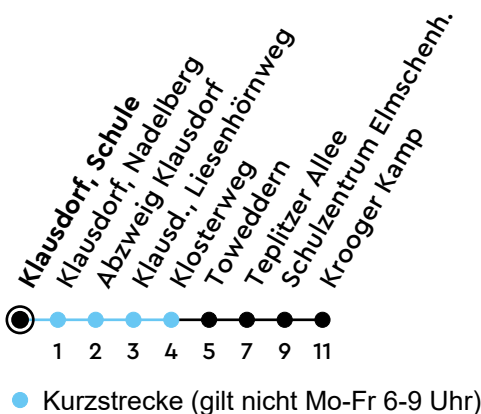 Klausdorf, Schule
Klausdorf, Nadelberg
Abzweig Klausdorf
Klausd., Liesenhörnweg
Klosterweg
Toweddern
Teplitzer Allee
Schulzentrum Elmschenh.
Krooger Kamp
1 2 3 4 5 7 9 11
Kurzstrecke (gilt nicht Mo-Fr 6-9 Uhr)